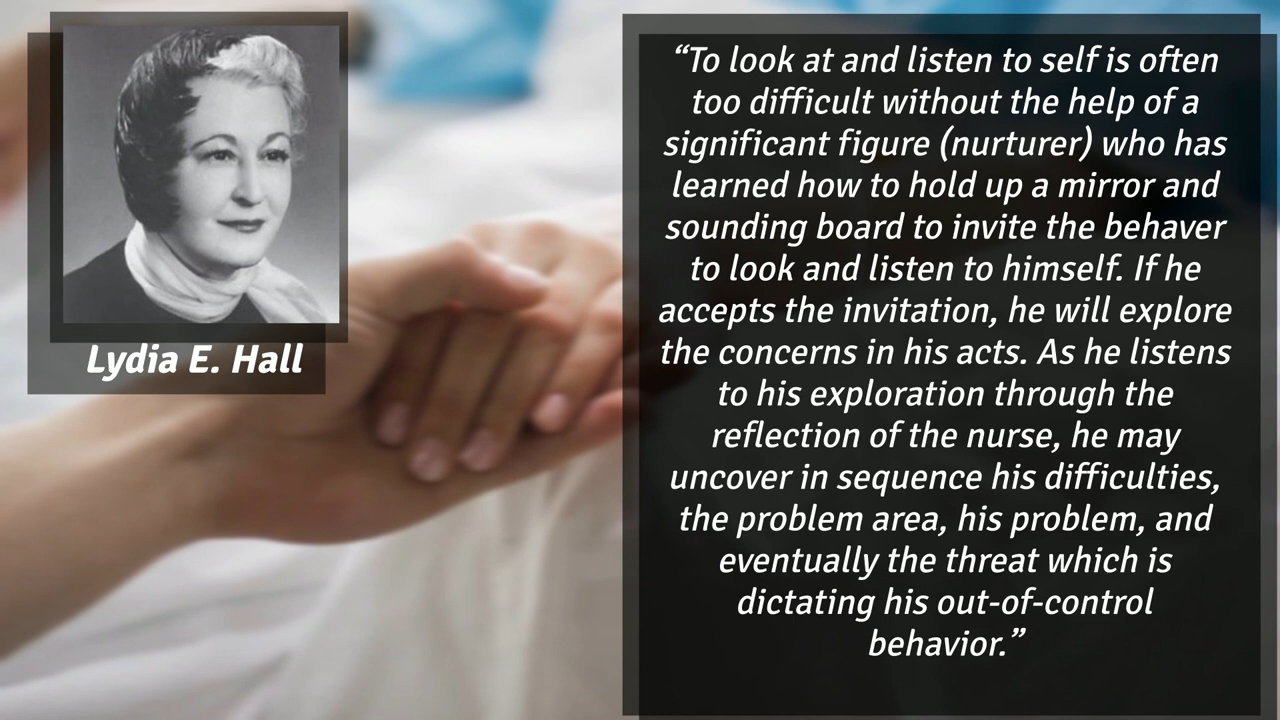 Lydia E. Hall
“To look at and listen to self is often
too difficult without the help of a
significant figure (nurturer) who has
learned how to hold up a mirror and
sounding board to invite the behaver
to look and listen to himself. If he
accepts the invitation, he will explore
the concerns in his acts. As he listens
to his exploration through the
reflection of the nurse, he may
uncover in sequence his difficulties,
the problem area, his problem, and
eventually the threat which is
dictating his out-of-control
behavior.”